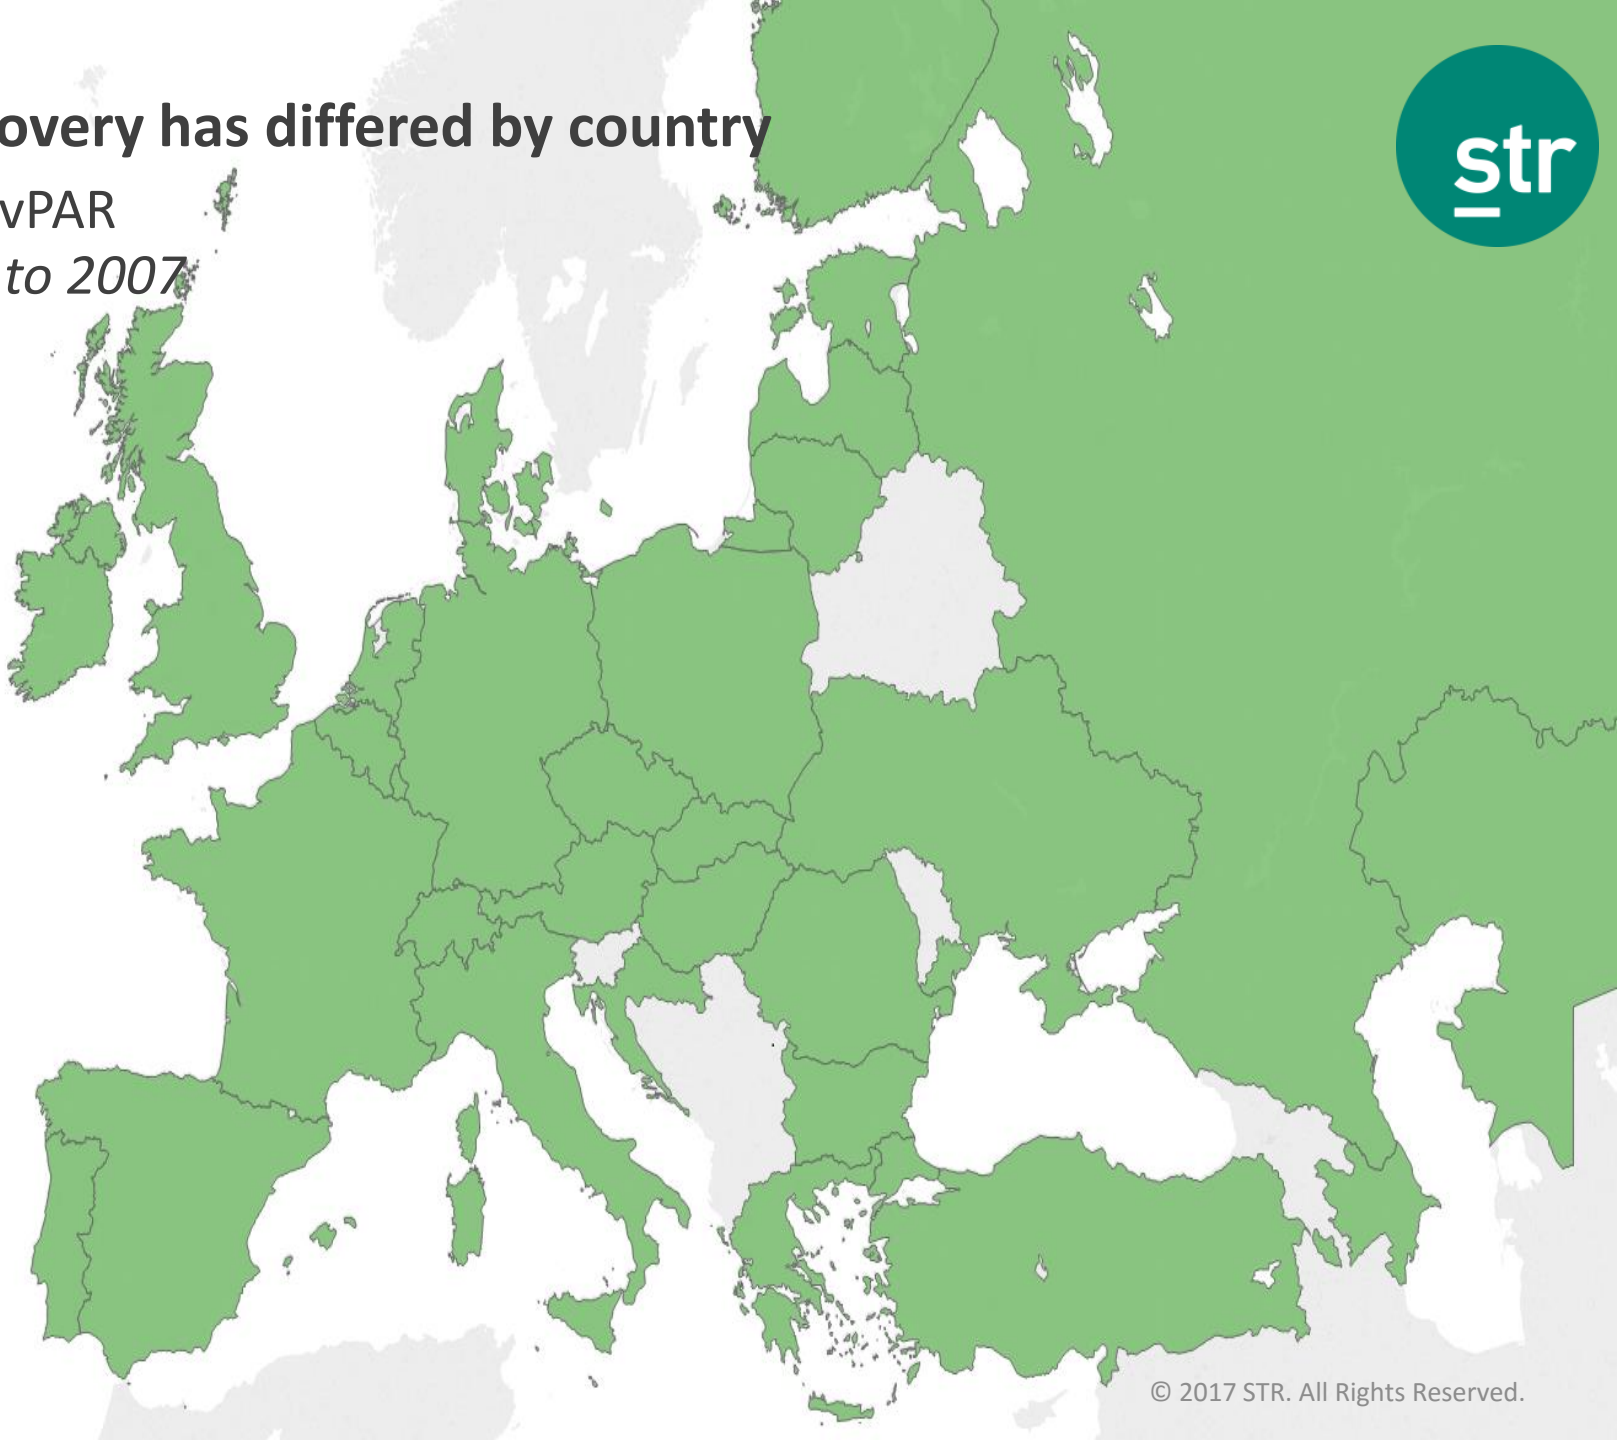 overy has differed by country
str
vPAR
to 2007
© 2017 STR. All Rights Reserved.